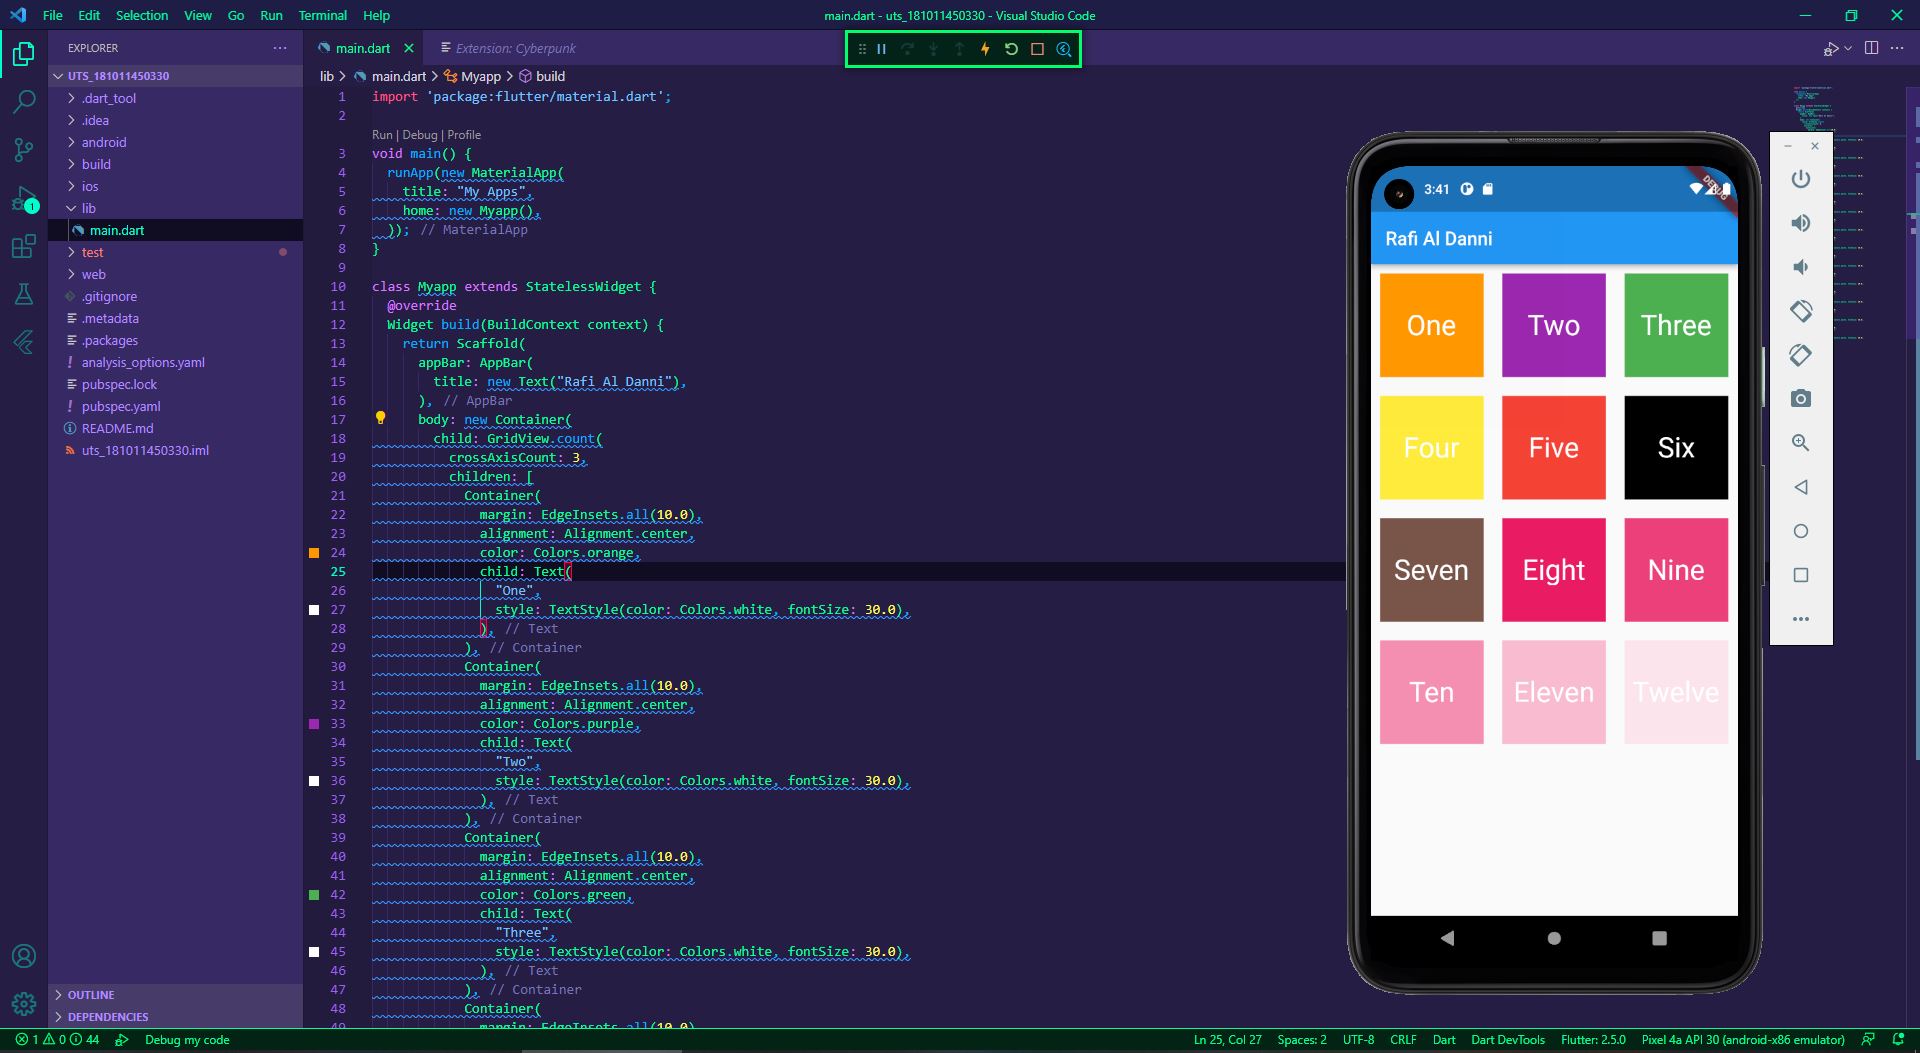 File Edit Selection View Go Run Terminal Help
main.dart - uts_181011450330 - Visual Studio Code
EXPLORER
UTS_181011450330
.dart_tool
.idea
android
build
ios
lib
main.dart
test
web
.gitignore
.metadata
.packages
analysis_options.yaml
pubspec.lock
pubspec.yaml
README.md
uts_181011450330.iml
OUTLINE
DEPENDENCIES
1
main.dart
Extension: Cyberpunk
lib > main.dart > Myapp > build
1 import 'package:flutter/material.dart';
2
Run | Debug | Profile
3 void main() {
4 runApp(new MaterialApp(
5 title: "My Apps",
6 home: new Myapp(),
7 )); // MaterialApp
8 }
9
10 class Myapp extends StatelessWidget {
11 @override
12 Widget build(BuildContext context) {
13 return Scaffold(
14 appBar: AppBar(
15 title: new Text("Rafi Al Danni"),
16 ), // AppBar
17 body: new Container(
18 child: GridView.count(
19 crossAxisCount: 3,
20 children: [
21 Container(
22 margin: EdgeInsets.all(10.0),
23 alignment: Alignment.center,
24 color: Colors.orange,
25 child: Text(
26 "One",
27 style: TextStyle(color: Colors.white, fontSize: 30.0),
28 ), // Text
29 ), // Container
30 Container(
31 margin: EdgeInsets.all(10.0),
32 alignment: Alignment.center,
33 color: Colors.purple,
34 child: Text(
35 "Two",
36 style: TextStyle(color: Colors.white, fontSize: 30.0),
37 ), // Text
38 ), // Container
39 Container(
40 margin: EdgeInsets.all(10.0),
41 alignment: Alignment.center,
42 color: Colors.green,
43 child: Text(
44 "Three",
45 style: TextStyle(color: Colors.white, fontSize: 30.0),
46 ), // Text
47 ), // Container
48 Container(
49 margin: EdgeInsets.all(10.0)
3:41
DEBUG
Rafi Al Danni
One Two Three
Four Five Six
Seven Eight Nine
Ten Eleven Twelve
1 0 44 Debug my code
Ln 25, Col 27 Spaces: 2 UTF-8 CRLF Dart Dart DevTools Flutter: 2.5.0 Pixel 4a API 30 (android-x86 emulator)